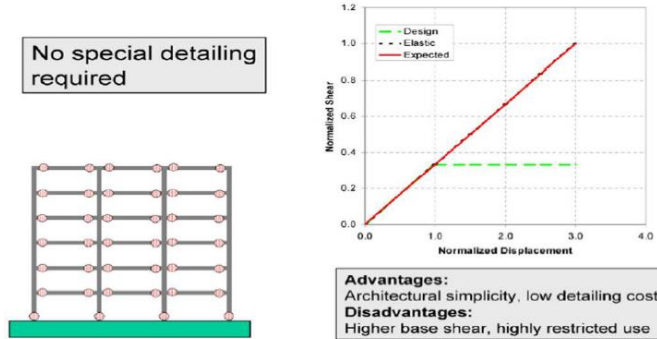 No special detailing
required
1.2
1.0
0.8
0.6
0.4
0.2
0.0
Normalized Shear
Design
Elastic
Expected
0.0
1.0
2.0
3.0
4.0
Normalized Displacement
Advantages:
Architectural simplicity, low detailing cost
Disadvantages:
Higher base shear, highly restricted use